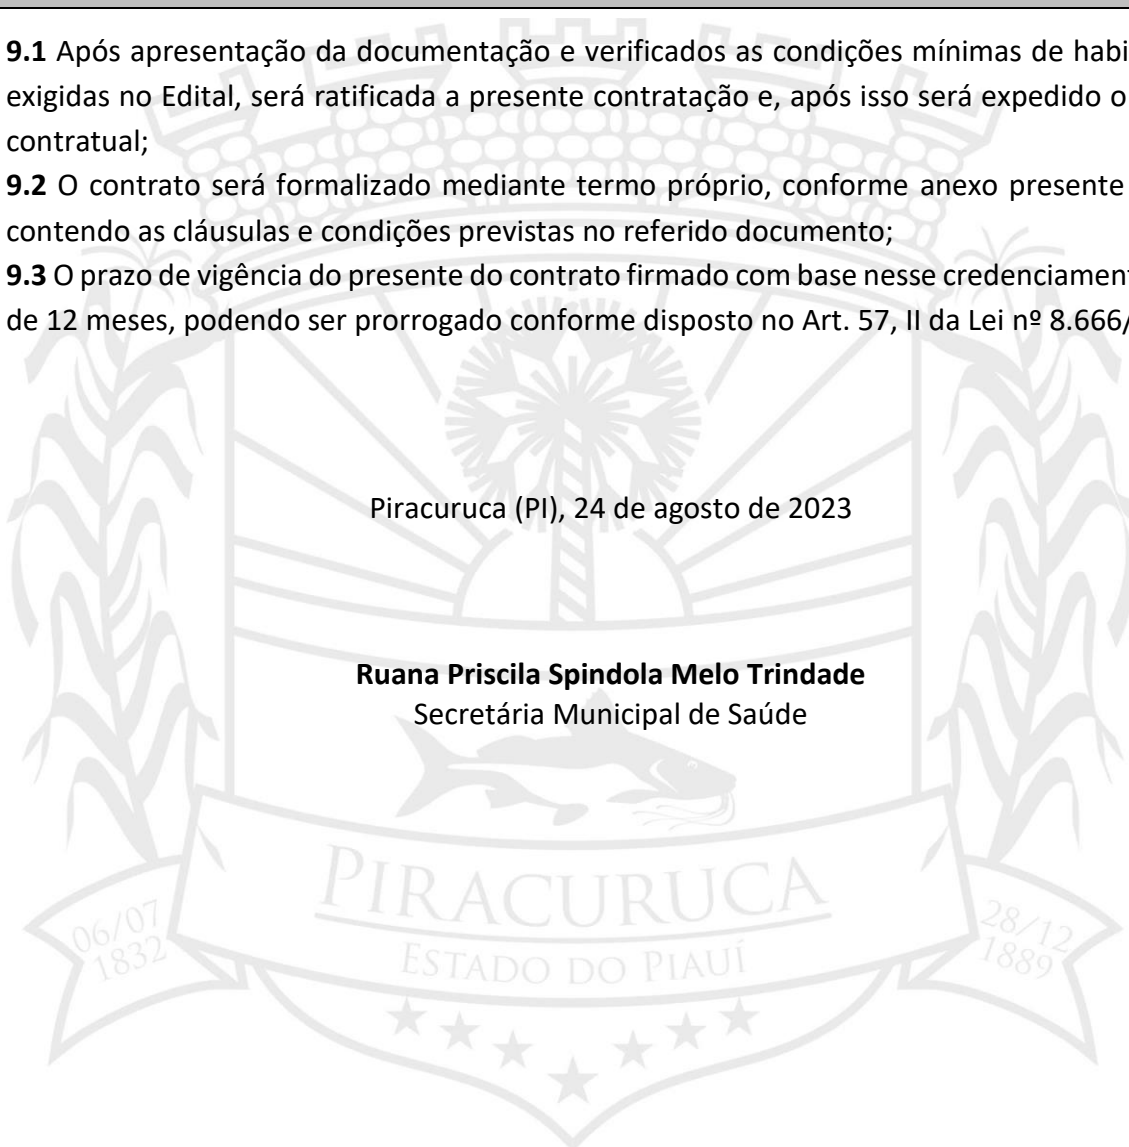 9.1 Após apresentação da documentação e verificados as condições mínimas de habi
exigidas no Edital, será ratificada a presente contratação e, após isso será expedido o
contratual;
9.2 O contrato será formalizado mediante termo próprio, conforme anexo presente
contendo as cláusulas e condições previstas no referido documento;
9.3 O prazo de vigência do presente do contrato firmado com base nesse credenciament
de 12 meses, podendo ser prorrogado conforme disposto no Art. 57, II da Lei nº 8.666/
Piracuruca (PI), 24 de agosto de 2023
Ruana Priscila Spindola Melo Trindade
Secretária Municipal de Saúde
PIRACURUCA
ESTADO DO PIAUÍ
06/07
1832
28/12
1889